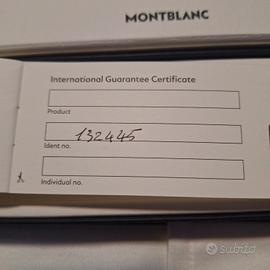 MONTBLANC
International Guarantee Certificate
Product
132445
Ident no.
Individual no.
subito